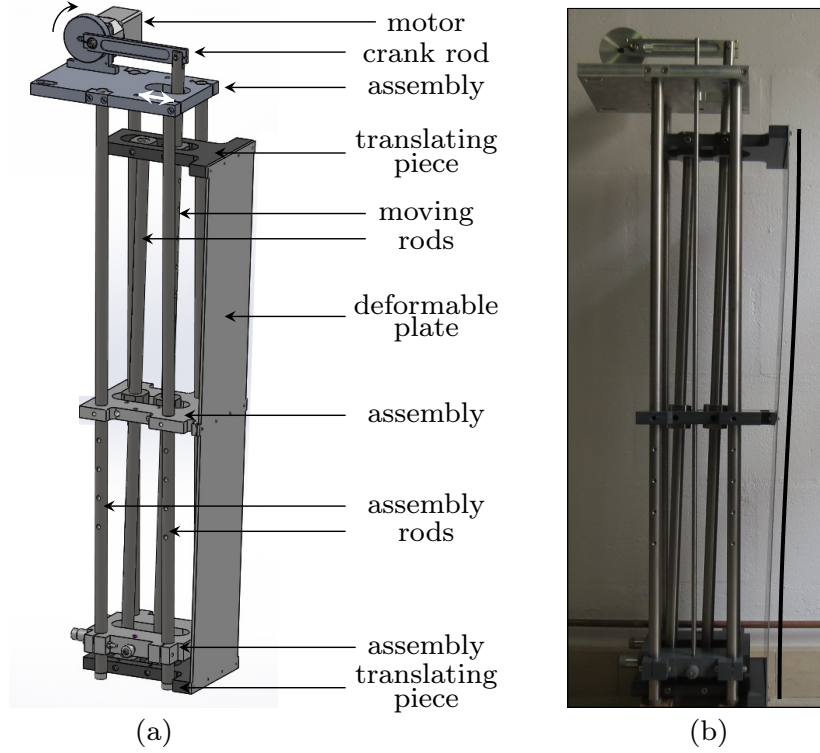 motor
crank rod
assembly
translating
piece
moving
rods
deformable
plate
assembly
assembly
rods
assembly
translating
piece
(a)
(b)